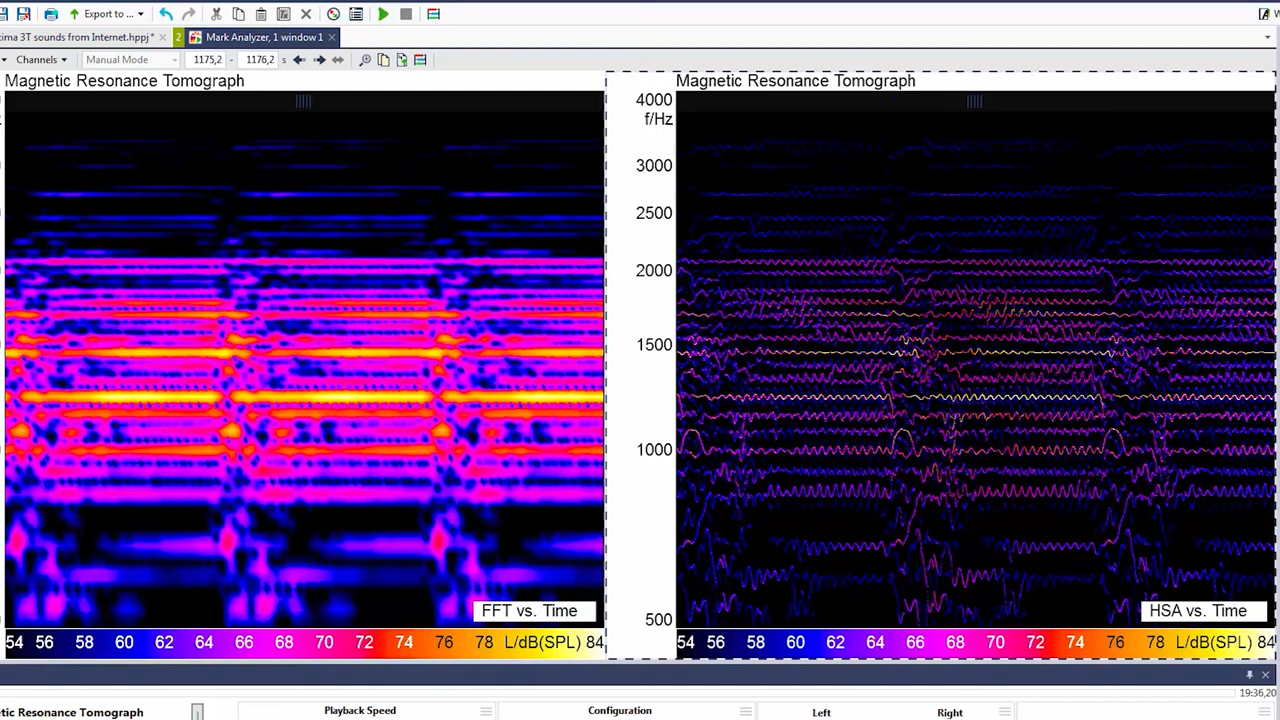 Export to ...
W
tima 3T sounds from Internet.hppj*
2
Mark Analyzer, 1 window 1
Channels
Manual Mode
1175,2 - 1176,2 s
Magnetic Resonance Tomograph
Magnetic Resonance Tomograph
4000
f/Hz
3000
2500
2000
1500
1000
500
FFT vs. Time
HSA vs. Time
54 56 58 60 62 64 66 68 70 72 74 76 78 L/dB(SPL) 84
54 56 58 60 62 64 66 68 70 72 74 76 78 L/dB(SPL) 84
19:36,20
etic Resonance Tomograph
Playback Speed
Configuration
Left
Right